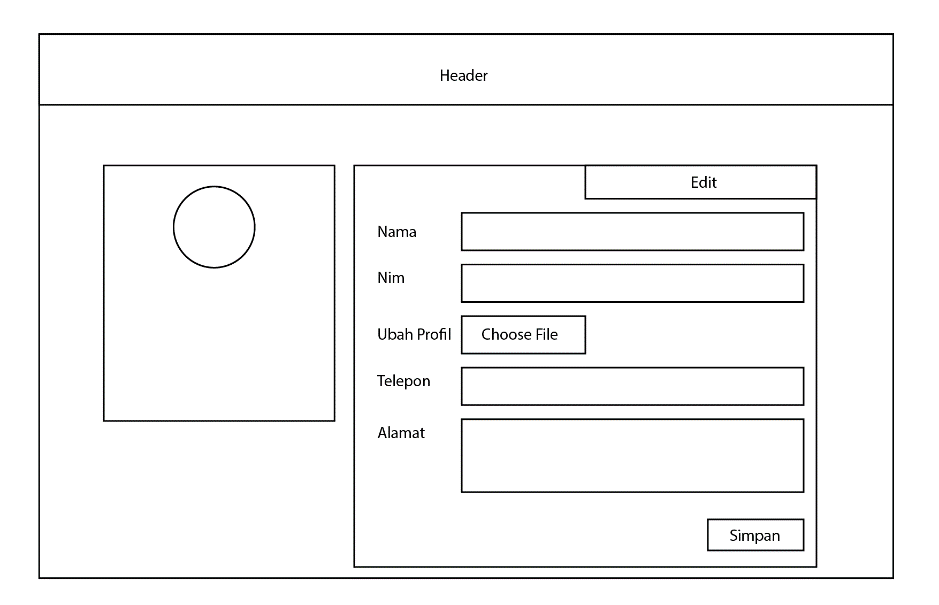 Header
Edit
Nama
Nim
Ubah Profil
Choose File
Telepon
Alamat
Simpan